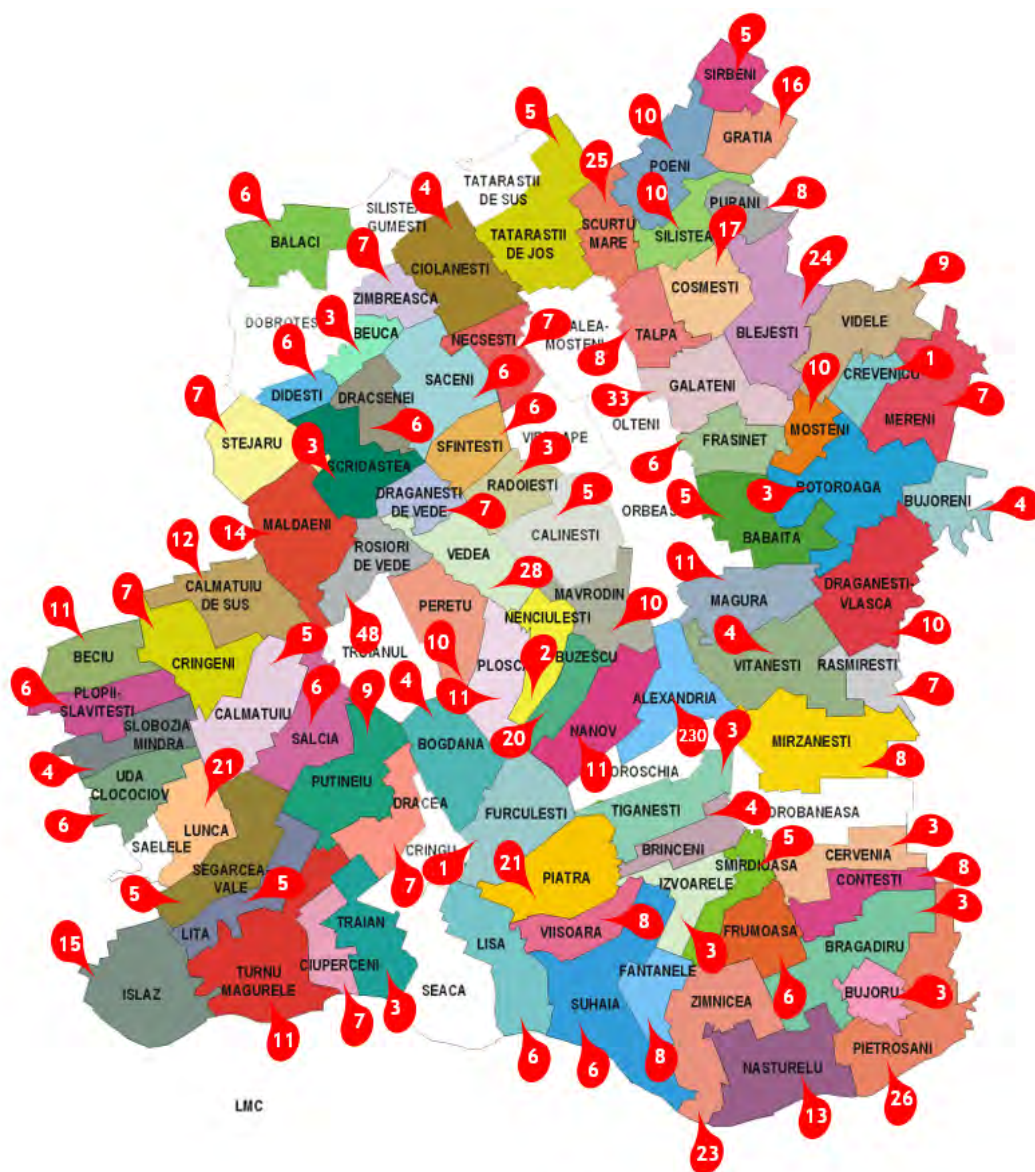 5
SIRBENI
16
10
GRATIA
5
POENI
25
4
TATARASTII
DE SUS
10
8
6
SILISTEA
GUMESTI
PURANI
SCURTU
MARE
17
SILISTEA
BALACI
TATARASTII
DE JOS
7
CIOLANESTI
24
9
COSMESTI
ZIMBREASCA
3
BEUCA
7
VIDELE
NECSESTI
TALPA
BLEJESTI
6
8
1
SACENI
10
CREVENICU
DIDESTI
6
GALATENI
7
DRACSENEI
33
7
6
6
OLTENI
MERENI
MOSTENI
STEJARU
SFINTESTI
FRASINET
3
SCRIDASTEA
3
6
RADOIESTI
BOTOROAGA
DRAGANESTI
DE VEDE
7
5
5
3
BUJORENI
4
14
MALDAENI
CALINESTI
BABAITA
12
ROSIORI
DE VEDE
VEDEA
11
28
DRAGANESTI-
VLASCA
CALMATUIU
DE SUS
MAVRODIN
MAGURA
7
PERETU
11
NENCIULESTI
10
10
48
4
5
TROIANUL
BECIU
CRINGENI
10
PLOSCA
2
BUZESCU
VITANESTI
RASMIRESTI
6
PLOPII-
SLAVITESTI
6
9
4
11
ALEXANDRIA
7
CALMATUIU
SLOBOZIA
MINDRA
SALCIA
20
NANOV
230
3
BOGDANA
MIRZANESTI
4
21
11
8
UDA
CLOCOCIOV
PUTINEIU
6
DRACEA
FURCULESTI
TIGANESTI
4
LUNCA
SAELELE
CRINGU
1
BRINCENI
5
3
SEGARCEA-
VALE
7
21
PIATRA
IZVOARELE
SMIRDIOASA
CERVENIA
CONTESTI
8
5
5
TRAIAN
VIISOARA
8
3
FRUMOASA
3
15
LITA
LISA
BRAGADIRU
CIUPERCENI
FANTANELE
ISLAZ
TURNU
MAGURELE
SEACA
SUHAIA
ZIMNICEA
6
3
11
7
3
PIETROSANI
6
6
8
NASTURELU
13
26
23
LMC